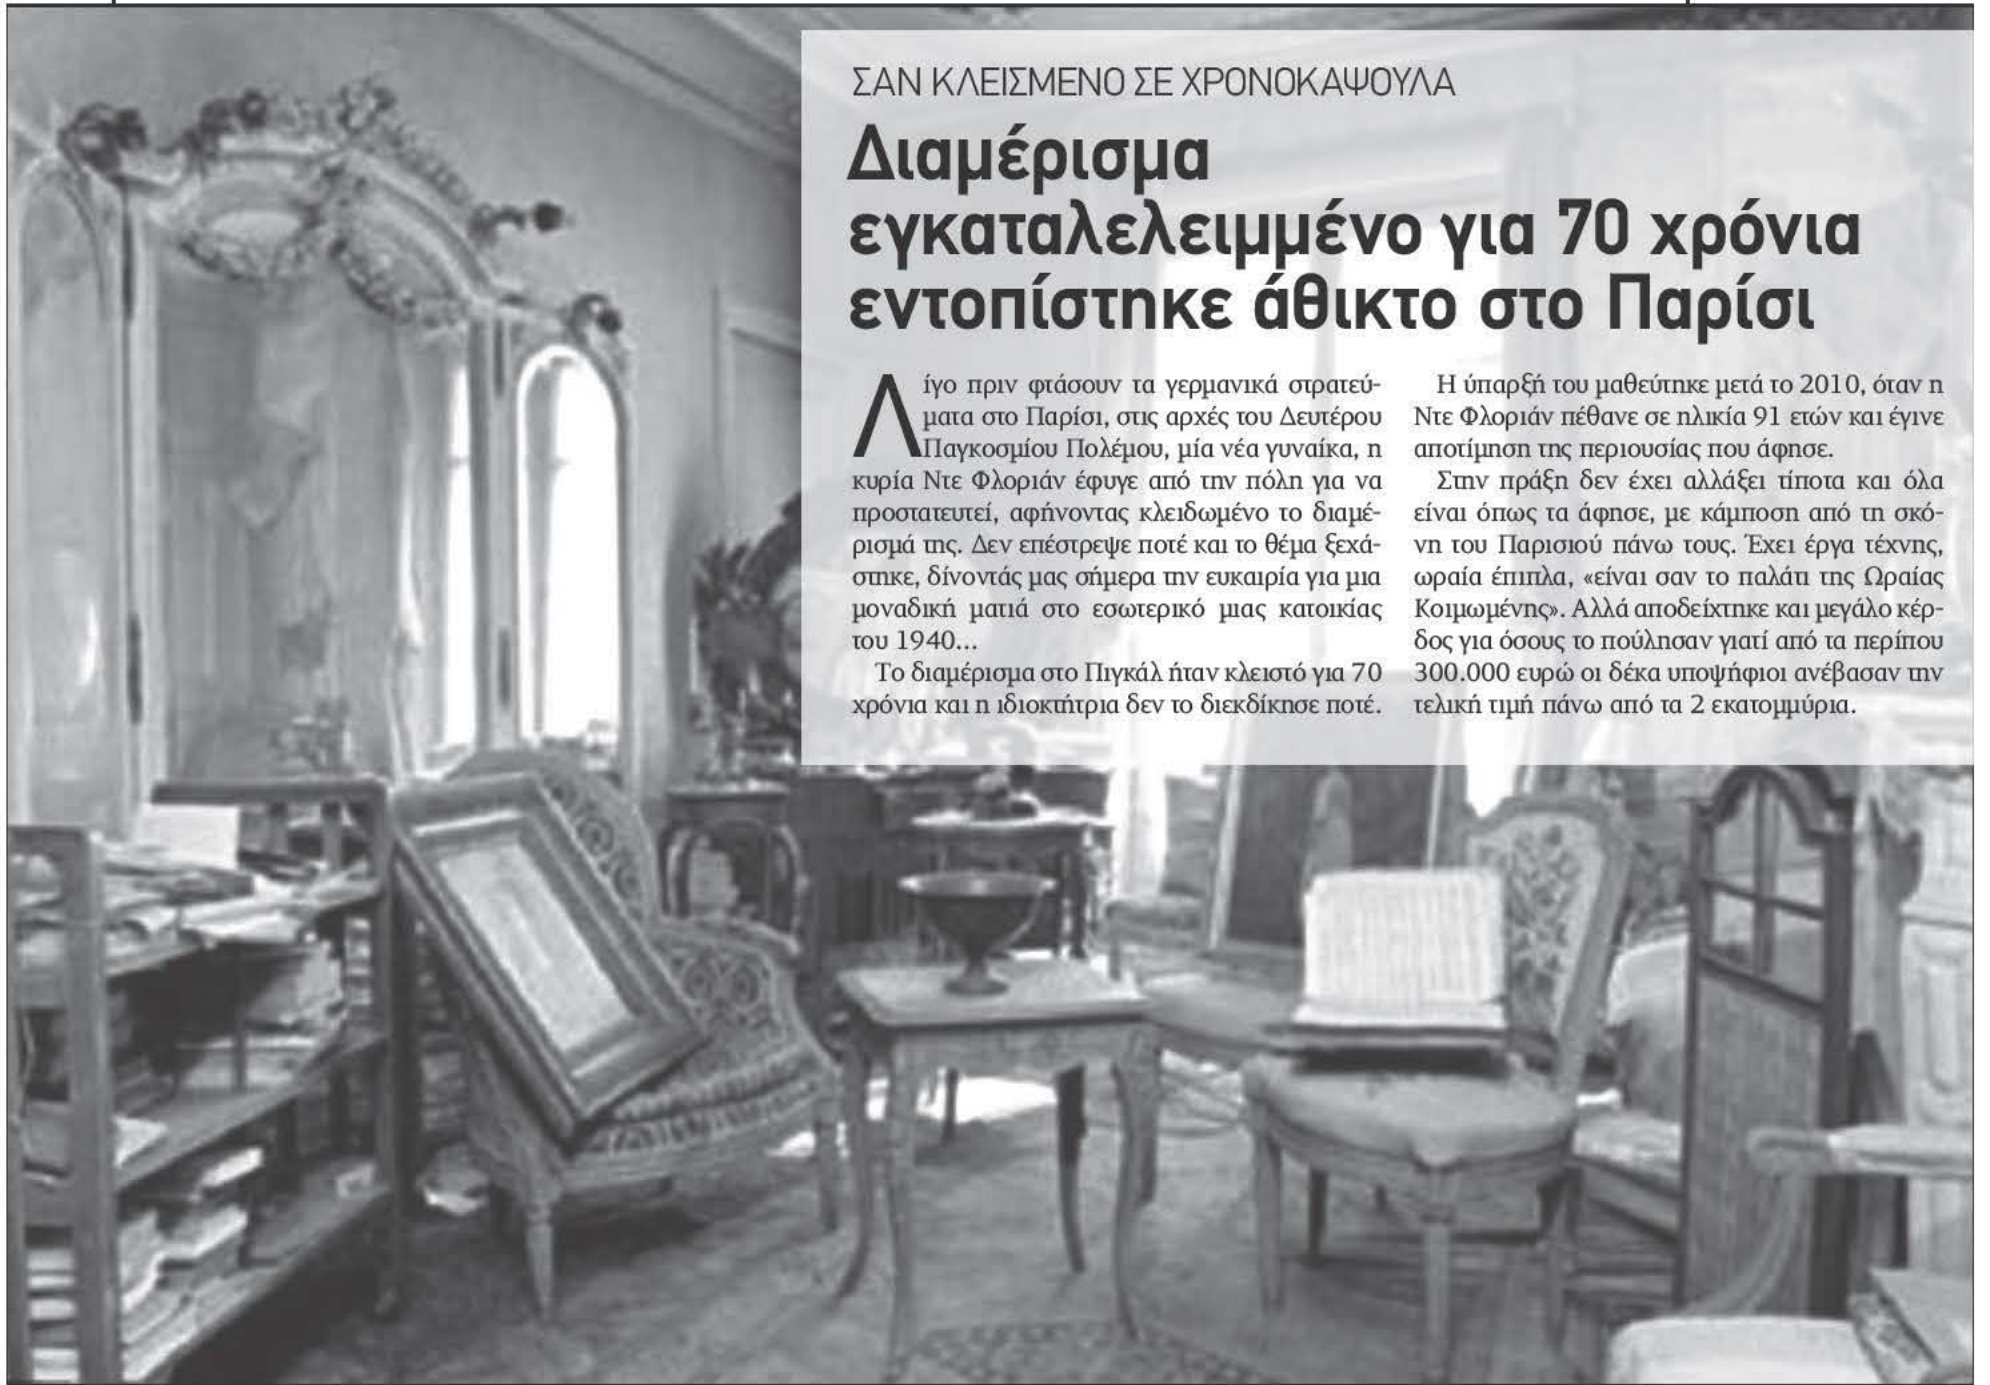 ΣΑΝ ΚΛΕΙΣΜΕΝΟ ΣΕ ΧΡΟΝΟΚΑΨΟΥΛΑ
Διαμέρισμα
εγκαταλελειμμένο για 70 χρόνια
εντοπίστηκε άθικτο στο Παρίσι
Λίγο πριν φτάσουν τα γερμανικά στρατεύ-
ματα στο Παρίσι, στις αρχές του Δευτέρου
Παγκοσμίου Πολέμου, μία νέα γυναίκα, η
κυρία Ντε Φλοριάν έφυγε από την πόλη για να
προστατευτεί, αφήνοντας κλειδωμένο το διαμέ-
ρισμά της. Δεν επέστρεψε ποτέ και το θέμα ξεχά-
στηκε, δίνοντάς μας σήμερα την ευκαιρία για μια
μοναδική ματιά στο εσωτερικό μιας κατοικίας
του 1940...
Το διαμέρισμα στο Πιγκάλ ήταν κλειστό για 70
χρόνια και η ιδιοκτήτρια δεν το διεκδίκησε ποτέ.
Η ύπαρξή του μαθεύτηκε μετά το 2010, όταν η
Ντε Φλοριάν πέθανε σε ηλικία 91 ετών και έγινε
αποτίμηση της περιουσίας που άφησε.
Στην πράξη δεν έχει αλλάξει τίποτα και όλα
είναι όπως τα άφησε, με κάμποση από τη σκό-
νη του Παρισιού πάνω τους. Έχει έργα τέχνης,
ωραία έπιπλα, «είναι σαν το παλάτι της Ωραίας
Κοιμωμένης». Αλλά αποδείχτηκε και μεγάλο κέρ-
δος για όσους το πούλησαν γιατί από τα περίπου
300.000 ευρώ οι δέκα υποψήφιοι ανέβασαν την
τελική τιμή πάνω από τα 2 εκατομμύρια.